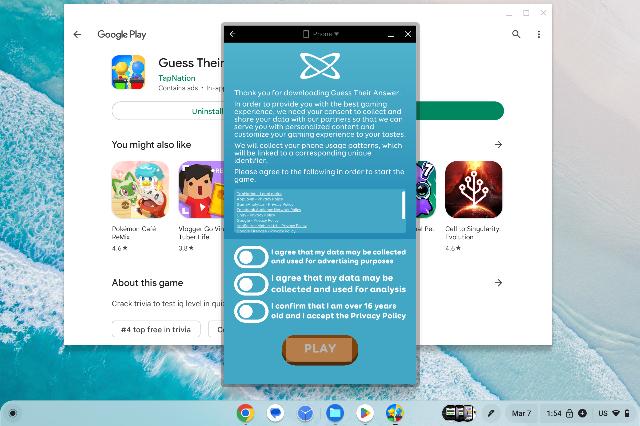 Google Play
Phone
Guess Their
TapNation
Contains ads
Uninstall
You might also like
Pokémon Café
ReMix
4.6★
Vlogger Go Vir
Tuber Life
3.8★
Cell to Singularity:
Evolution
4.6★
About this game
Crack trivia to test iq level in quic
#4 top free in trivia
Thank you for downloading Guess Their Answer.
In order to provide you with the best gaming
experience, we need your consent to collect and
share your data with our partners so that we can
serve you with personalized content and
customize your gaming experience to your tastes.
We will collect your phone usage patterns, which
will be linked to a corresponding unique
identifier.
Please agree to the following in order to start the
game.
I agree that my data may be collected
and used for advertising purposes
I agree that my data may be
collected and used for analysis
I confirm that I am over 16 years
old and I accept the Privacy Policy
PLAY
Mar 7
1:54
US